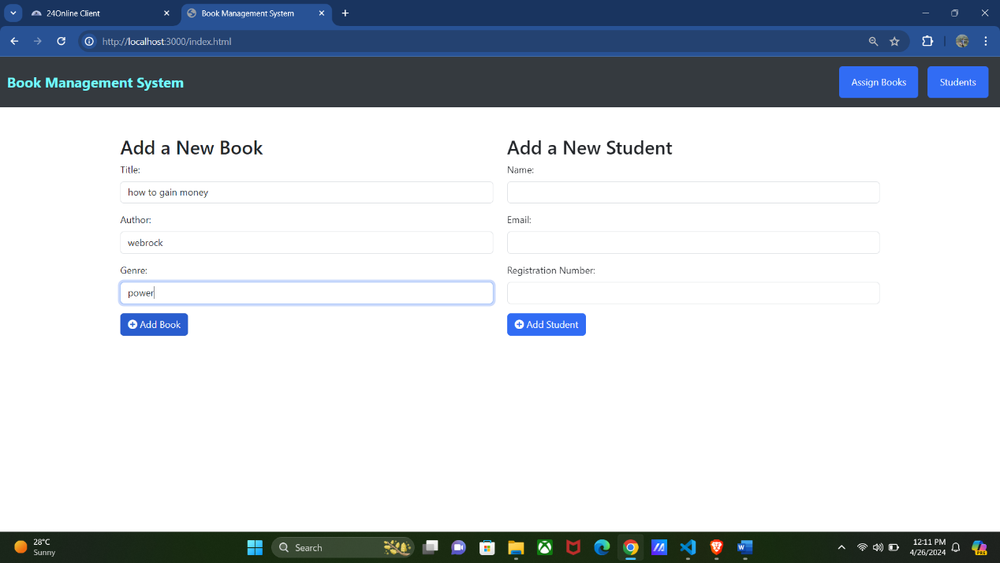 24Online Client
Book Management System
http://localhost:3000/index.html
Book Management System
Assign Books
Students
Add a New Book
Title:
how to gain money
Author:
webrock
Genre:
power
Add Book
Add a New Student
Name:
Email:
Registration Number:
Add Student
28°C
Sunny
Search
W
12:11 PM
4/26/2024
PRE